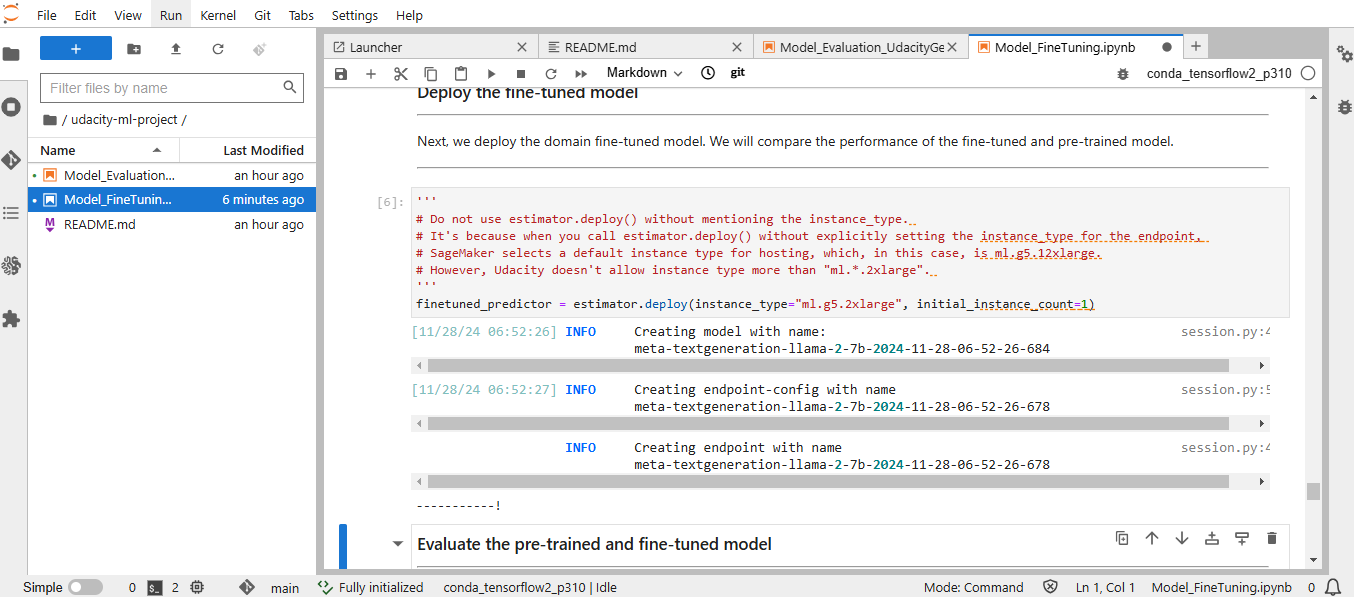 File Edit View Run Kernel Git Tabs Settings Help
+
Filter files by name
/ udacity-ml-project /
Name Last Modified
Model_Evaluation... an hour ago
Model_FineTunin... 6 minutes ago
README.md an hour ago
Launcher README.md Model_Evaluation_UdacityGe Model_FineTuning.ipynb
Markdown git conda_tensorflow2_p310
Deploy the fine-tuned model
Next, we deploy the domain fine-tuned model. We will compare the performance of the fine-tuned and pre-trained model.
[6]: '''
# Do not use estimator.deploy() without mentioning the instance_type.
# It's because when you call estimator.deploy() without explicitly setting the instance_type for the endpoint,
# SageMaker selects a default instance type for hosting, which, in this case, is ml.g5.12xlarge.
# However, Udacity doesn't allow instance type more than "ml.*.2xlarge".
'''
finetuned_predictor = estimator.deploy(instance_type="ml.g5.2xlarge", initial_instance_count=1)
[11/28/24 06:52:26] INFO Creating model with name: session.py:4
meta-textgeneration-llama-2-7b-2024-11-28-06-52-26-684
[11/28/24 06:52:27] INFO Creating endpoint-config with name session.py:5
meta-textgeneration-llama-2-7b-2024-11-28-06-52-26-678
INFO Creating endpoint with name session.py:4
meta-textgeneration-llama-2-7b-2024-11-28-06-52-26-678
-----------!
Evaluate the pre-trained and fine-tuned model
Simple 0 2 main Fully initialized conda_tensorflow2_p310 | Idle Mode: Command Ln 1, Col 1 Model_FineTuning.ipynb 0